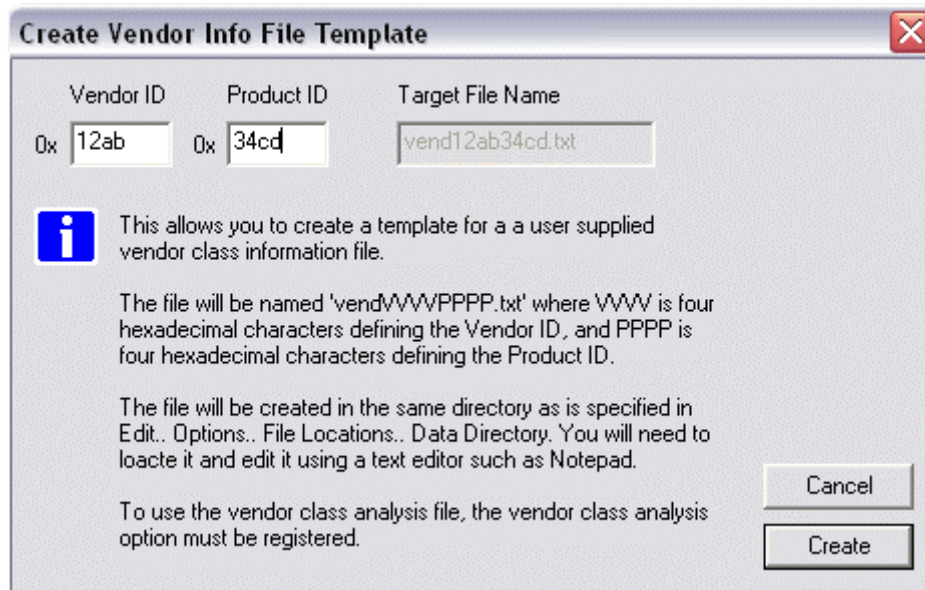 Create Vendor Info File Template
Vendor ID Product ID Target File Name
0x 12ab 0x 34cd vend12ab34cd.txt
This allows you to create a template for a a user supplied
vendor class information file.
The file will be named 'vendVVVVPPPP.txt' where VVVV is four
hexadecimal characters defining the Vendor ID, and PPPP is
four hexadecimal characters defining the Product ID.
The file will be created in the same directory as is specified in
Edit.. Options.. File Locations.. Data Directory. You will need to
loacte it and edit it using a text editor such as Notepad.
To use the vendor class analysis file, the vendor class analysis
option must be registered.
Cancel
Create